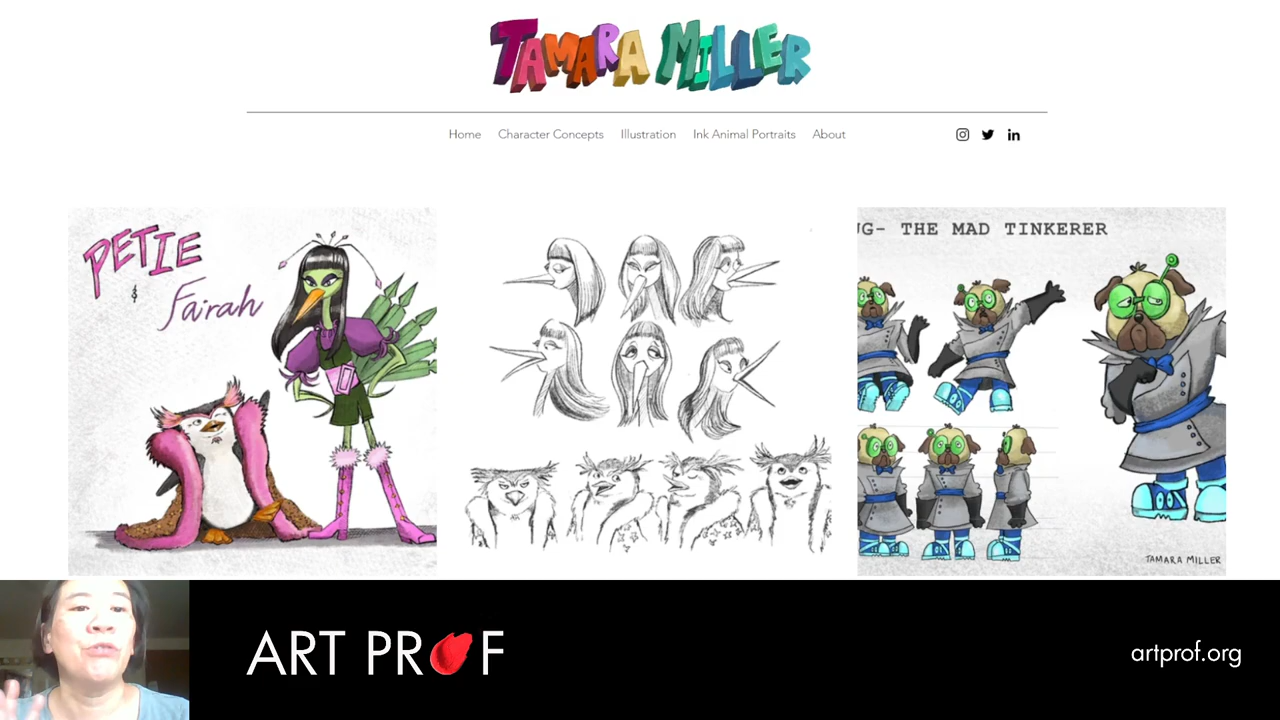 TAMARA MILLER
Home Character Concepts Illustration Ink Animal Portraits About
PETIE
&
Fairah
UG- THE MAD TINKERER
TAMARA MILLER
ART PROF
artprof.org